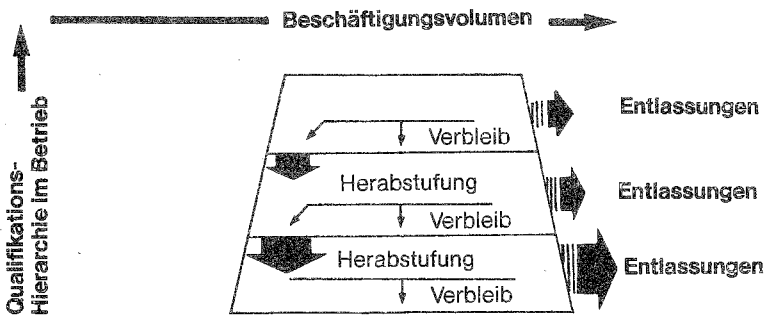 Beschäftigungsvolumen
Qualifikations-
Hierarchie im Betrieb
Entlassungen
Verbleib
Herabstufung
Entlassungen
Verbleib
Herabstufung
Entlassungen
Verbleib